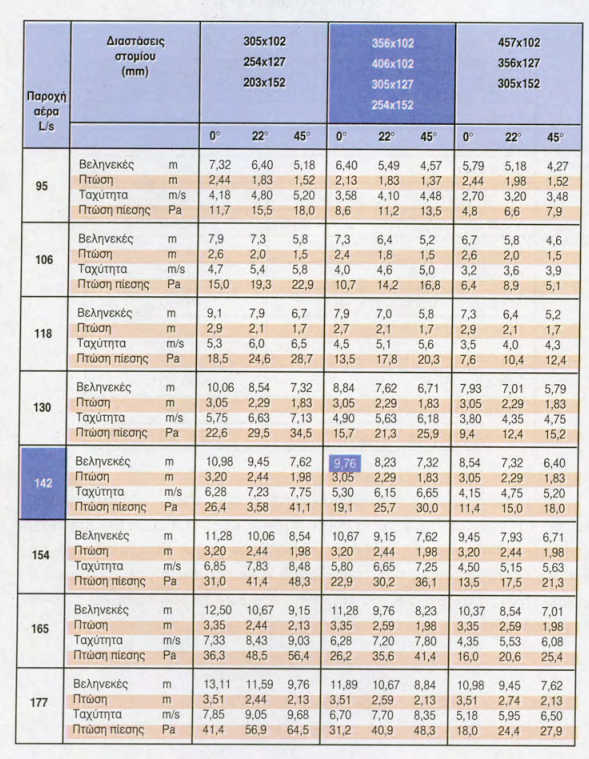 Παροχή αέρα L/s | Διαστάσεις στομίου (mm) | 305x102 254x127 203x152 | 356x102 406x102 305x127 254x152 | 457x102 356x127 305x152
0° 22° 45° 0° 22° 45° 0° 22° 45°
95
Βεληνεκές m 7,32 6,40 5,18 6,40 5,49 4,57 5,79 5,18 4,27
Πτώση m 2,44 1,83 1,52 2,13 1,83 1,37 2,44 1,98 1,52
Ταχύτητα m/s 4,18 4,80 5,20 3,58 4,10 4,48 2,70 3,20 3,48
Πτώση πίεσης Pa 11,7 15,5 18,0 8,6 11,2 13,5 4,8 6,6 7,9
106
Βεληνεκές m 7,9 7,3 5,8 7,3 6,4 5,2 6,7 5,8 4,6
Πτώση m 2,6 2,0 1,5 2,4 1,8 1,5 2,6 2,0 1,5
Ταχύτητα m/s 4,7 5,4 5,8 4,0 4,6 5,0 3,2 3,6 3,9
Πτώση πίεσης Pa 15,0 19,3 22,9 10,7 14,2 16,8 6,4 8,9 5,1
118
Βεληνεκές m 9,1 7,9 6,7 7,9 7,0 5,8 7,3 6,4 5,2
Πτώση m 2,9 2,1 1,7 2,7 2,1 1,7 2,9 2,1 1,7
Ταχύτητα m/s 5,3 6,0 6,5 4,5 5,1 5,6 3,5 4,0 4,3
Πτώση πίεσης Pa 18,5 24,6 28,7 13,5 17,8 20,3 7,6 10,4 12,4
130
Βεληνεκές m 10,06 8,54 7,32 8,84 7,62 6,71 7,93 7,01 5,79
Πτώση m 3,05 2,29 1,83 3,05 2,29 1,83 3,05 2,29 1,83
Ταχύτητα m/s 5,75 6,63 7,13 4,90 5,63 6,18 3,80 4,35 4,75
Πτώση πίεσης Pa 22,6 29,5 34,5 15,7 21,3 25,9 9,4 12,4 15,2
142
Βεληνεκές m 10,98 9,45 7,62 9,76 8,23 7,32 8,54 7,32 6,40
Πτώση m 3,20 2,44 1,98 3,05 2,29 1,83 3,05 2,29 1,83
Ταχύτητα m/s 6,28 7,23 7,75 5,30 6,15 6,65 4,15 4,75 5,20
Πτώση πίεσης Pa 26,4 3,58 41,1 19,1 25,7 30,0 11,4 15,0 18,0
154
Βεληνεκές m 11,28 10,06 8,54 10,67 9,15 7,62 9,45 7,93 6,71
Πτώση m 3,20 2,44 1,98 3,20 2,44 1,98 3,20 2,44 1,98
Ταχύτητα m/s 6,85 7,83 8,48 5,80 6,65 7,25 4,50 5,15 5,63
Πτώση πίεσης Pa 31,0 41,4 48,3 22,9 30,2 36,1 13,5 17,5 21,3
165
Βεληνεκές m 12,50 10,67 9,15 11,28 9,76 8,23 10,37 8,54 7,01
Πτώση m 3,35 2,44 2,13 3,35 2,59 1,98 3,35 2,59 1,98
Ταχύτητα m/s 7,33 8,43 9,03 6,28 7,20 7,80 4,35 5,53 6,08
Πτώση πίεσης Pa 36,3 48,5 56,4 26,2 35,6 41,4 16,0 20,6 25,4
177
Βεληνεκές m 13,11 11,59 9,76 11,89 10,67 8,84 10,98 9,45 7,62
Πτώση m 3,51 2,44 2,13 3,51 2,59 2,13 3,51 2,74 2,13
Ταχύτητα m/s 7,85 9,05 9,68 6,70 7,70 8,35 5,18 5,95 6,50
Πτώση πίεσης Pa 41,4 56,9 64,5 31,2 40,9 48,3 18,0 24,4 27,9